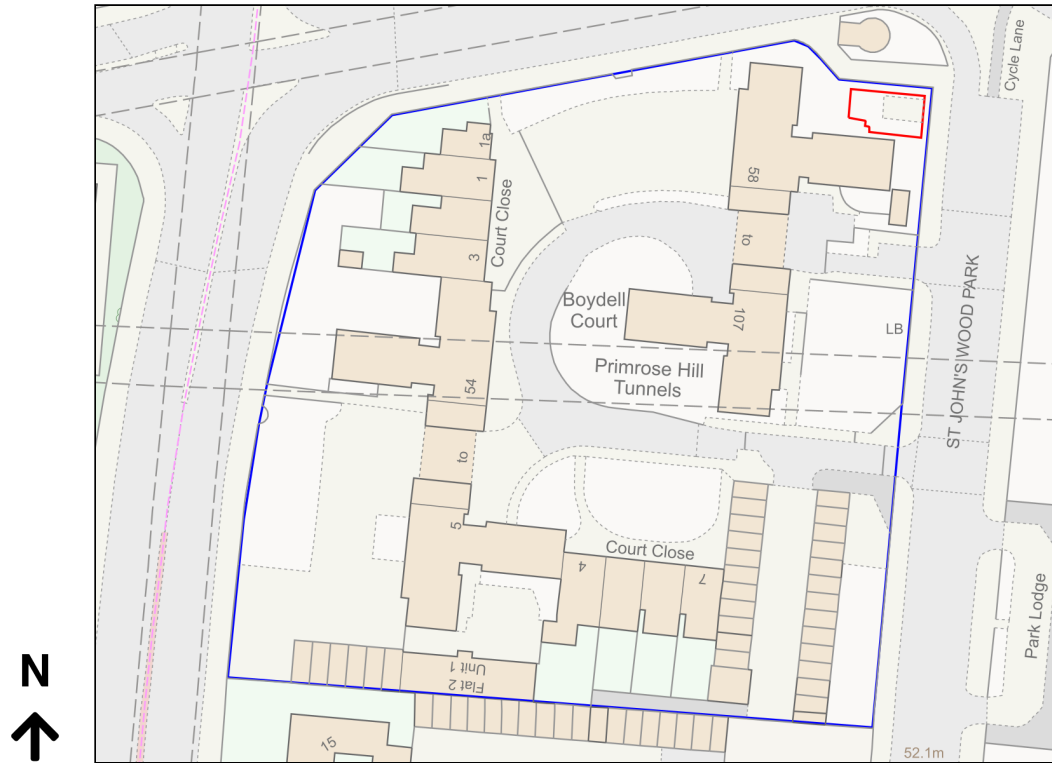 Cycle Lane
1a
1
Court Close
3
58
to
Boydell
Court
107
LB
ST JOHN'S WOOD PARK
Primrose Hill
Tunnels
54
to
5
Court Close
4
7
Park Lodge
Unit 1
Flat 2
15
52.1m
N